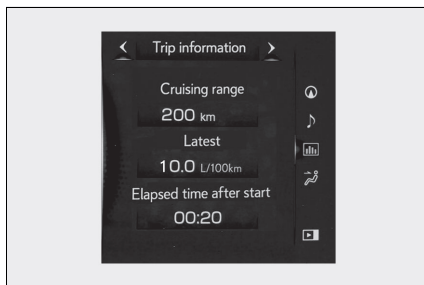 Trip information
Cruising range
200 km
Latest
10.0 L/100km
Elapsed time after start
00:20